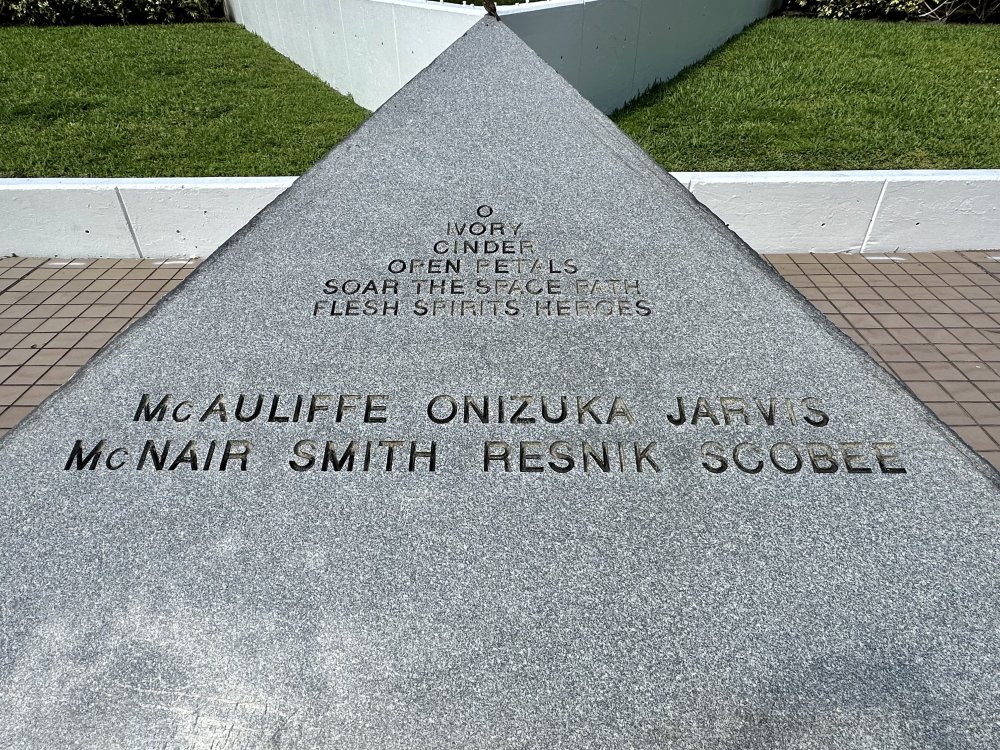 O
IVORY
CINDER
OPEN PETALS
SOAR THE SPACE PATH
FLESH SPIRITS HEROES
McAULIFFE ONIZUKA JARVIS
McNAIR SMITH RESNIK SCOBEE